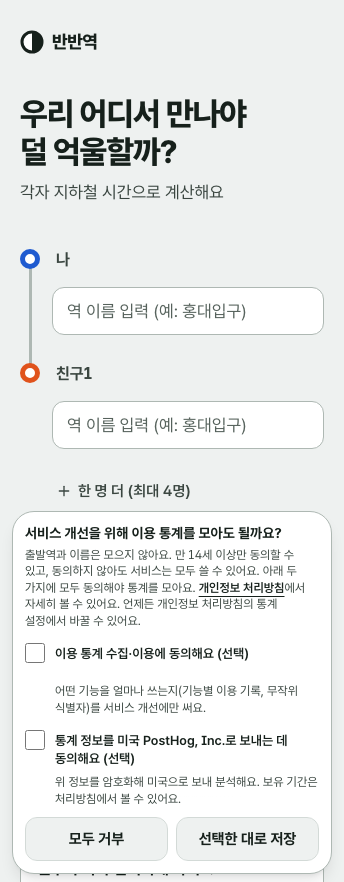 반반역
우리 어디서 만나야
덜 억울할까?
각자 지하철 시간으로 계산해요
나
역 이름 입력 (예: 홍대입구)
친구1
역 이름 입력 (예: 홍대입구)
+ 한 명 더 (최대 4명)
서비스 개선을 위해 이용 통계를 모아도 될까요?
출발역과 이름은 모으지 않아요. 만 14세 이상만 동의할 수
있고, 동의하지 않아도 서비스는 모두 쓸 수 있어요. 아래 두
가지에 모두 동의해야 통계를 모아요. 개인정보 처리방침에서
자세히 볼 수 있어요. 언제든 개인정보 처리방침의 통계
설정에서 바꿀 수 있어요.
이용 통계 수집·이용에 동의해요 (선택)
어떤 기능을 얼마나 쓰는지(기능별 이용 기록, 무작위
식별자)를 서비스 개선에만 써요.
통계 정보를 미국 PostHog, Inc.로 보내는 데
동의해요 (선택)
위 정보를 암호화해 미국으로 보내 분석해요. 보유 기간은
처리방침에서 볼 수 있어요.
모두 거부
선택한 대로 저장